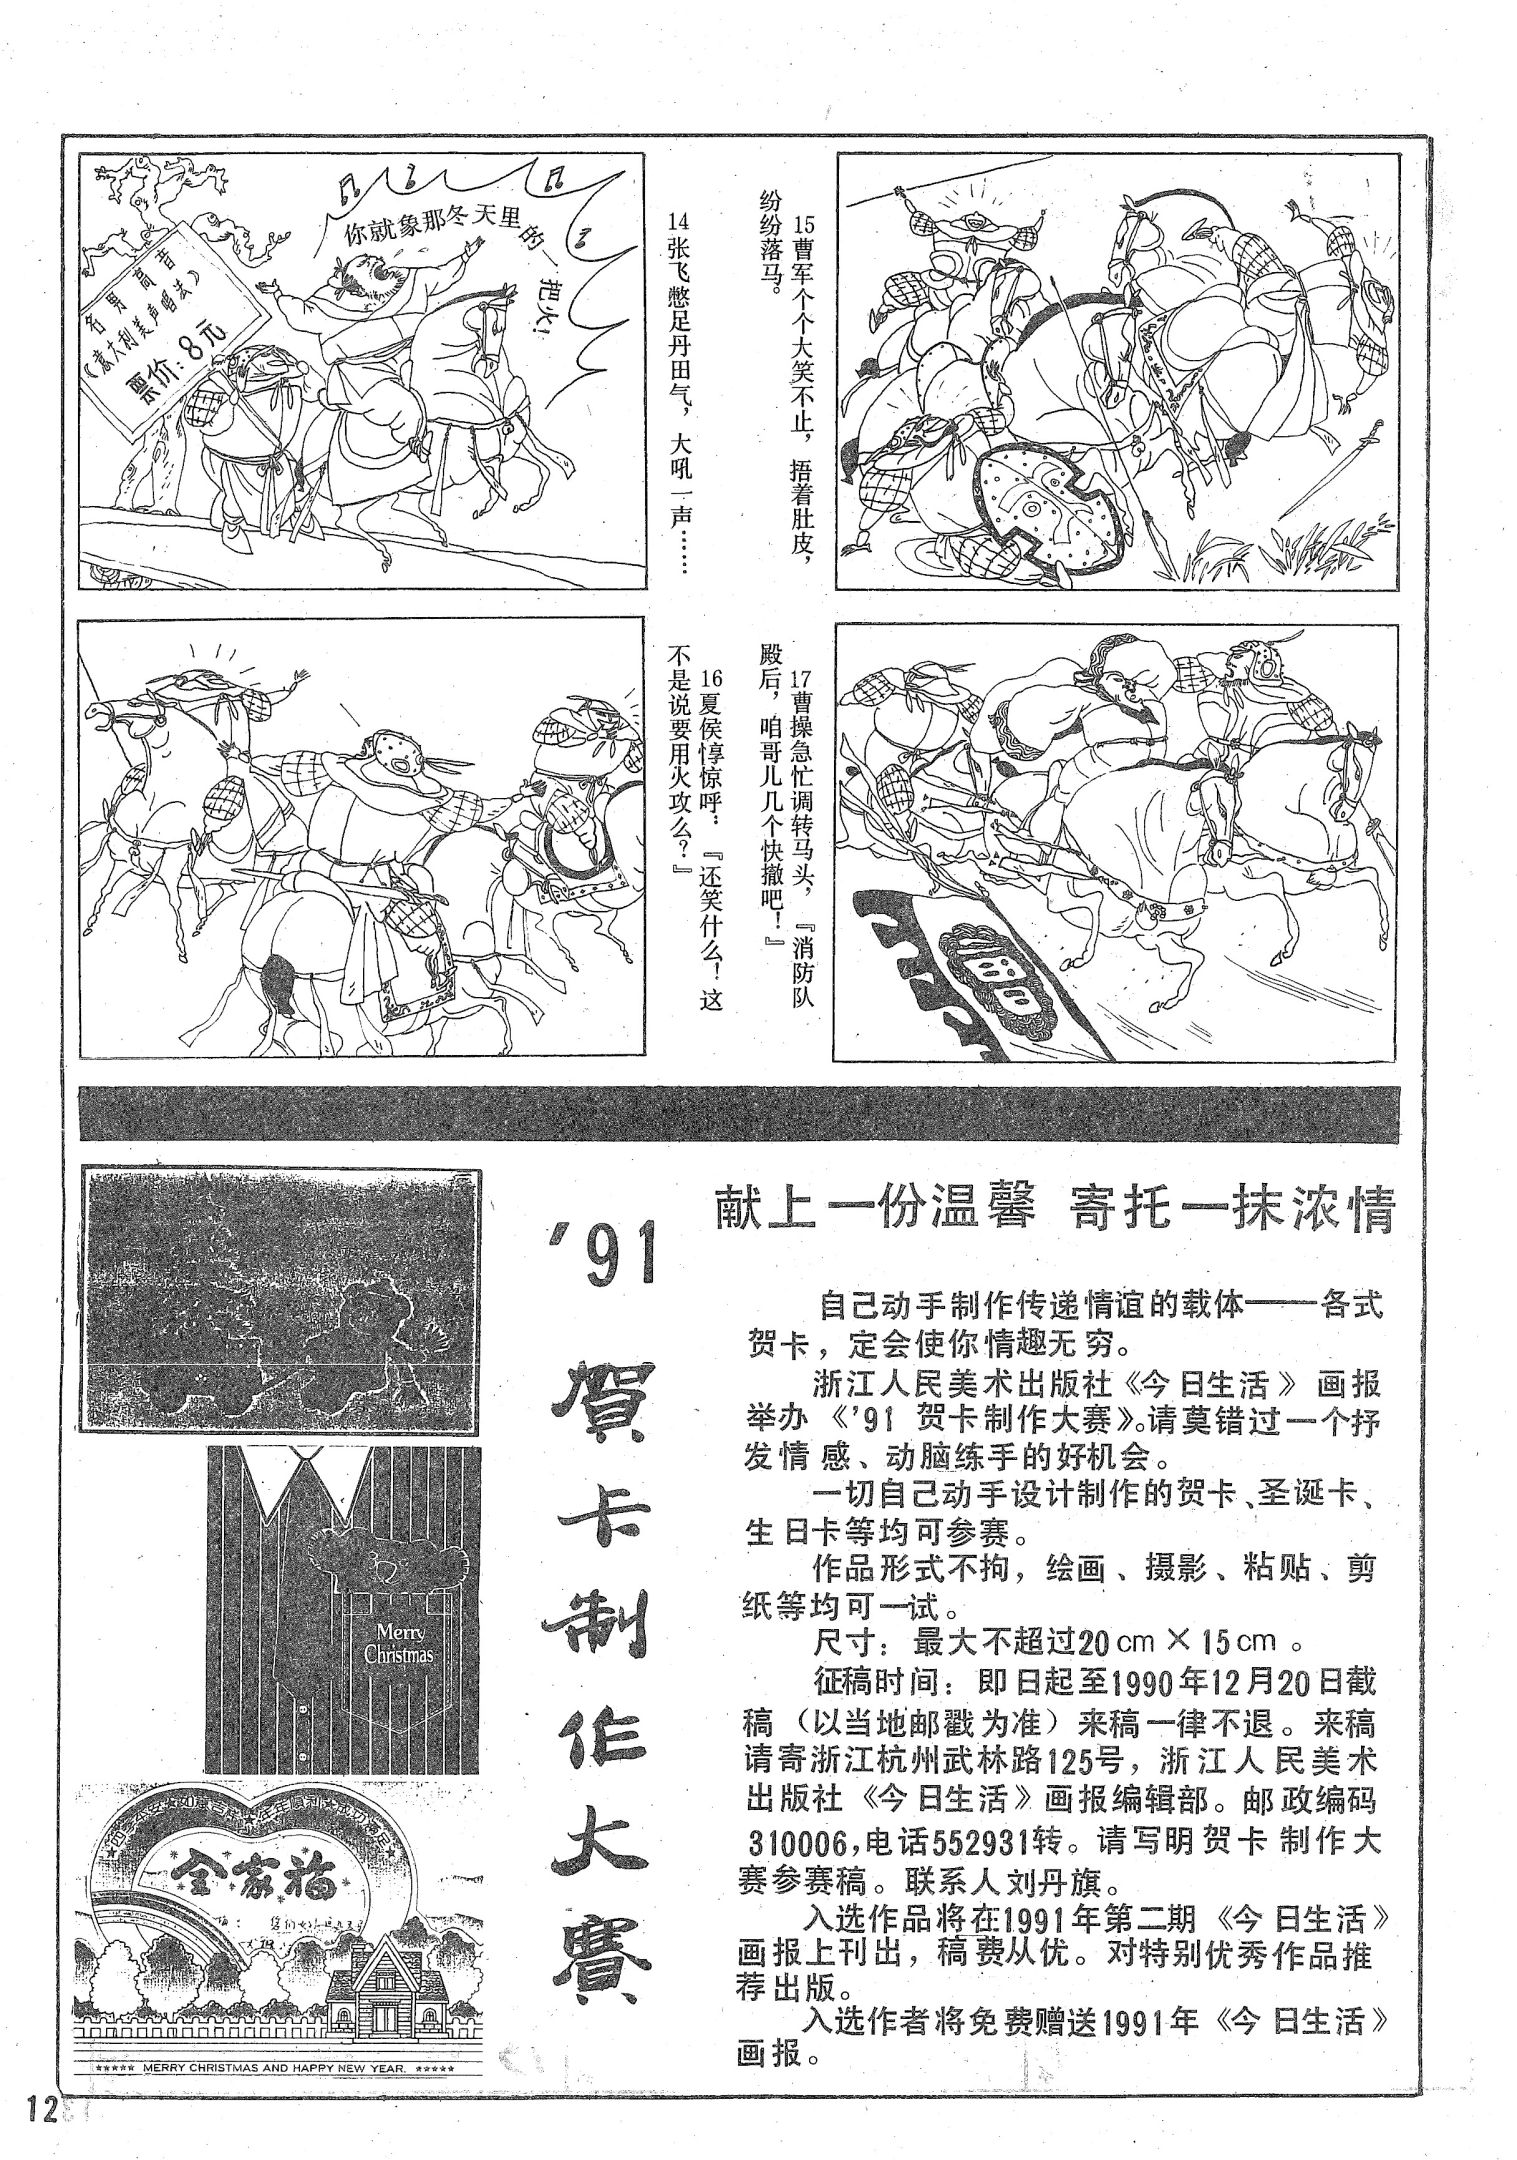 名男高音
《意大利美声唱法》
票价：8元
你就象那冬天里的一把火！
14张飞憋足丹田气，大吼一声……
15曹军个个大笑不止，捂着肚皮，
纷纷落马。
16夏侯惇惊呼：『还笑什么！这
不是说要用火攻么？』
17曹操急忙调转马头，『消防队
殿后，咱哥儿几个快撤吧！』
曹
献上一份温馨 寄托一抹浓情
'91
賀卡制作大賽
自己动手制作传递情谊的载体——各式
贺卡，定会使你情趣无穷。
浙江人民美术出版社《今日生活》画报
举办《'91 贺卡制作大赛》。请莫错过一个抒
发情感、动脑练手的好机会。
一切自己动手设计制作的贺卡、圣诞卡、
生日卡等均可参赛。
作品形式不拘，绘画、摄影、粘贴、剪
纸等均可一试。
尺寸：最大不超过20cm×15cm。
征稿时间：即日起至1990年12月20日截
稿（以当地邮戳为准）来稿一律不退。来稿
请寄浙江杭州武林路125号，浙江人民美术
出版社《今日生活》画报编辑部。邮政编码
310006，电话552931转。请写明贺卡制作大
赛参赛稿。联系人刘丹旗。
入选作品将在1991年第二期《今日生活》
画报上刊出，稿费从优。对特别优秀作品推
荐出版。
入选作者将免费赠送1991年《今日生活》
画报。
Merry
Christmas
全家福
★★★★★ MERRY CHRISTMAS AND HAPPY NEW YEAR. ★★★★★
12